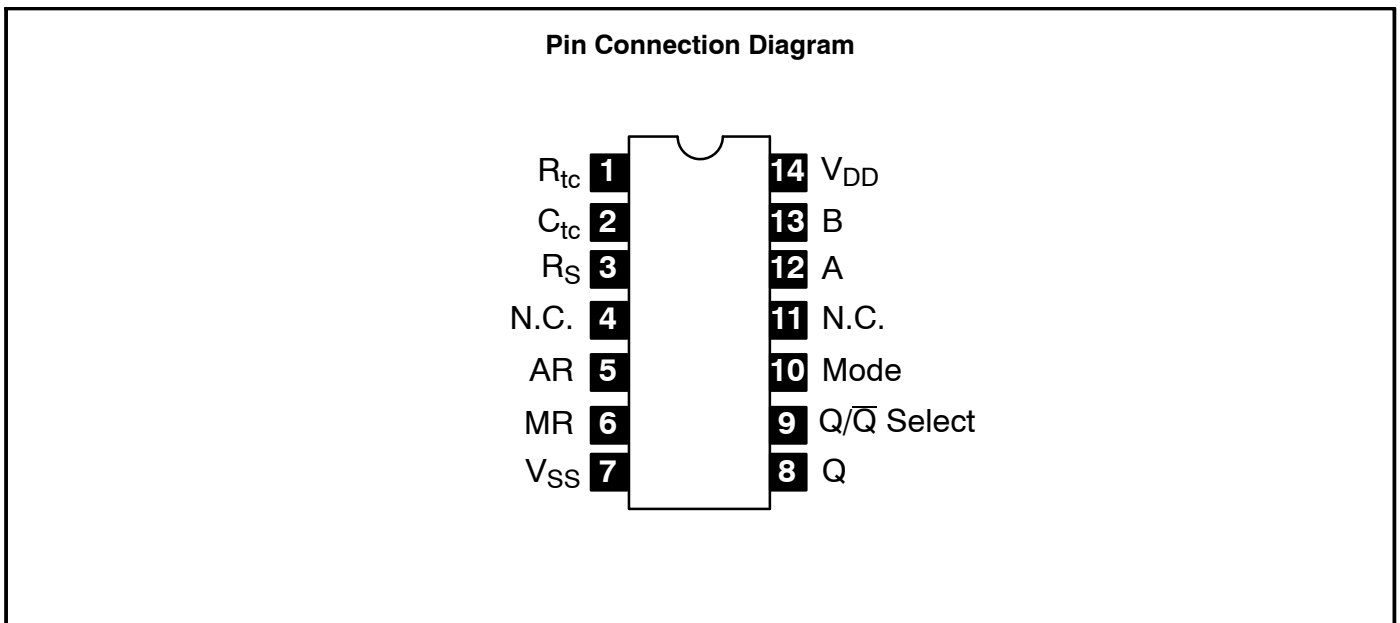 Pin Connection Diagram
Rtc 1 14 VDD
Ctc 2 13 B
RS 3 12 A
N.C. 4 11 N.C.
AR 5 10 Mode
MR 6 9 Q/Q̅ Select
VSS 7 8 Q